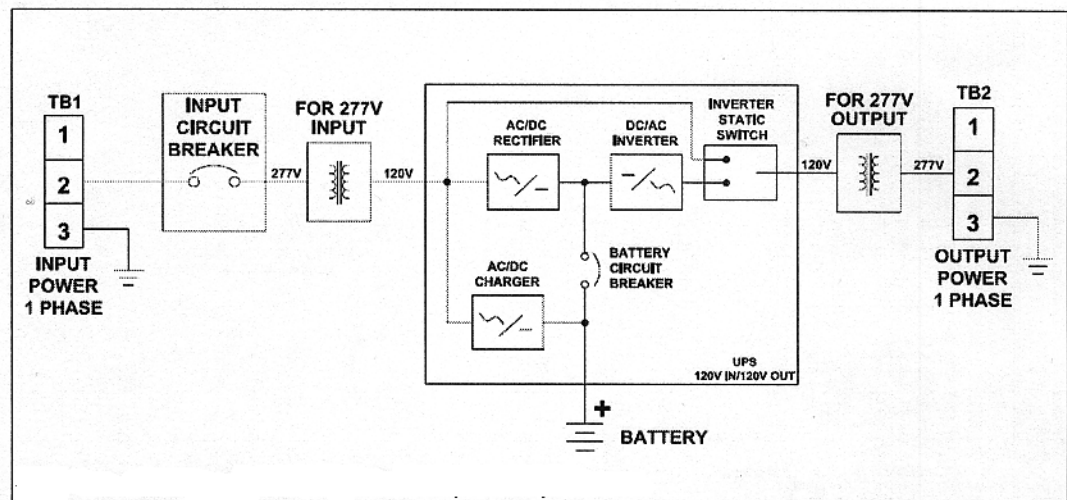 TB1
1
2
3
INPUT
POWER
1 PHASE
INPUT
CIRCUIT
BREAKER
277V
FOR 277V
INPUT
120V
AC/DC
RECTIFIER
DC/AC
INVERTER
INVERTER
STATIC
SWITCH
BATTERY
CIRCUIT
BREAKER
AC/DC
CHARGER
UPS
120V IN/120V OUT
+
BATTERY
120V
FOR 277V
OUTPUT
277V
TB2
1
2
3
OUTPUT
POWER
1 PHASE